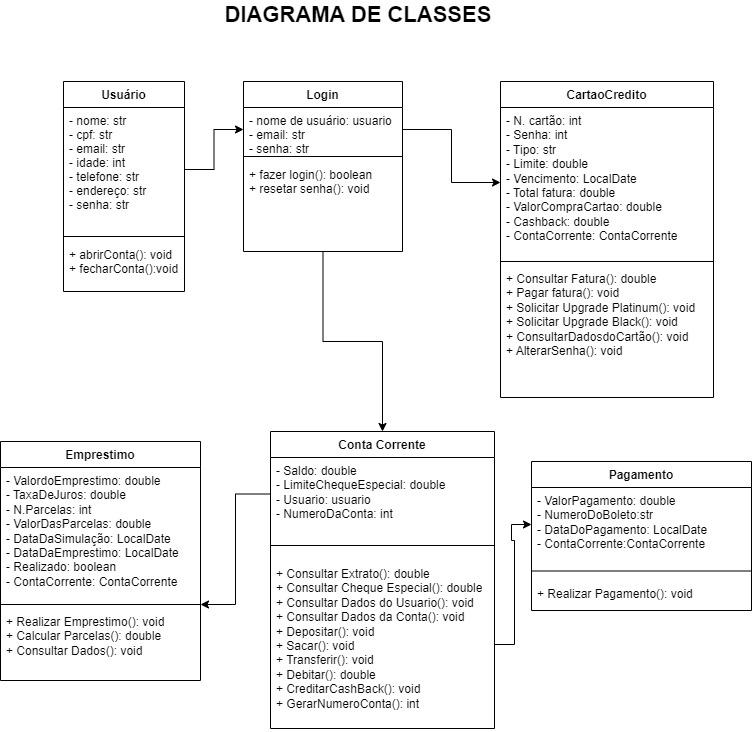 DIAGRAMA DE CLASSES
Usuário
- nome: str
- cpf: str
- email: str
- idade: int
- telefone: str
- endereço: str
- senha: str
+ abrirConta(): void
+ fecharConta():void
Login
- nome de usuário: usuario
- email: str
- senha: str
+ fazer login(): boolean
+ resetar senha(): void
CartaoCredito
- N. cartão: int
- Senha: int
- Tipo: str
- Limite: double
- Vencimento: LocalDate
- Total fatura: double
- ValorCompraCartao: double
- Cashback: double
- ContaCorrente: ContaCorrente
+ Consultar Fatura(): double
+ Pagar fatura(): void
+ Solicitar Upgrade Platinum(): void
+ Solicitar Upgrade Black(): void
+ ConsultarDadosdoCartão(): void
+ AlterarSenha(): void
Emprestimo
- ValordoEmprestimo: double
- TaxaDeJuros: double
- N.Parcelas: int
- ValorDasParcelas: double
- DataDaSimulação: LocalDate
- DataDaEmprestimo: LocalDate
- Realizado: boolean
- ContaCorrente: ContaCorrente
+ Realizar Emprestimo(): void
+ Calcular Parcelas(): double
+ Consultar Dados(): void
Conta Corrente
- Saldo: double
- LimiteChequeEspecial: double
- Usuario: usuario
- NumeroDaConta: int
+ Consultar Extrato(): double
+ Consultar Cheque Especial(): double
+ Consultar Dados do Usuario(): void
+ Consultar Dados da Conta(): void
+ Depositar(): void
+ Sacar(): void
+ Transferir(): void
+ Debitar(): double
+ CreditarCashBack(): void
+ GerarNumeroConta(): int
Pagamento
- ValorPagamento: double
- NumeroDoBoleto:str
- DataDoPagamento: LocalDate
- ContaCorrente:ContaCorrente
+ Realizar Pagamento(): void